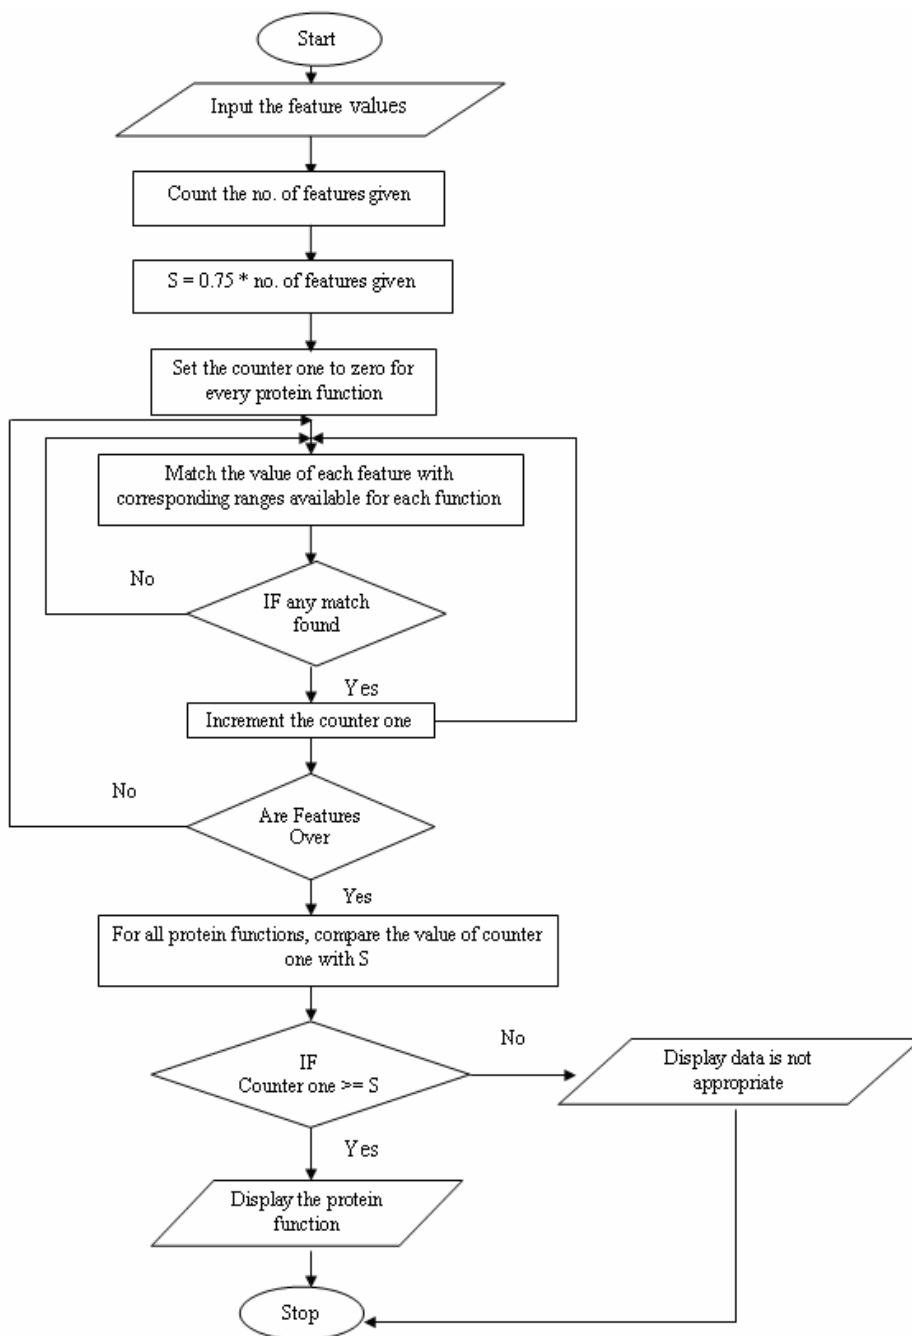 Start
Input the feature values
Count the no. of features given
S = 0.75 * no. of features given
Set the counter one to zero for
every protein function
Match the value of each feature with
corresponding ranges available for each function
No
IF any match
found
Yes
Increment the counter one
No
Are Features
Over
Yes
For all protein functions, compare the value of counter
one with S
IF
Counter one >= S
No
Display data is not
appropriate
Yes
Display the protein
function
Stop